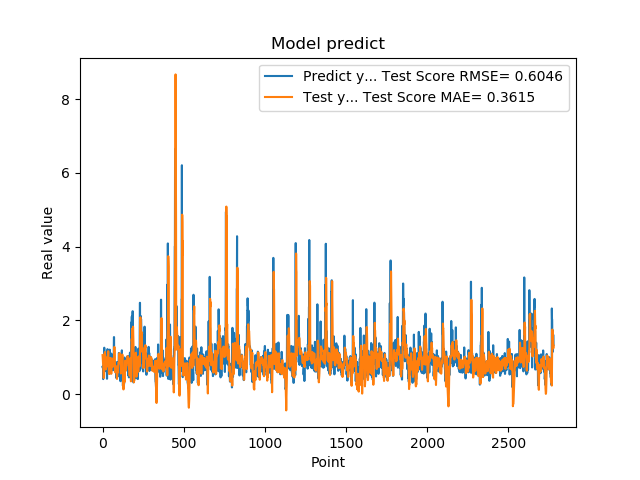 Model predict
Predict y... Test Score RMSE= 0.6046
Test y... Test Score MAE= 0.3615
Real value
8
6
4
2
0
0 500 1000 1500 2000 2500
Point